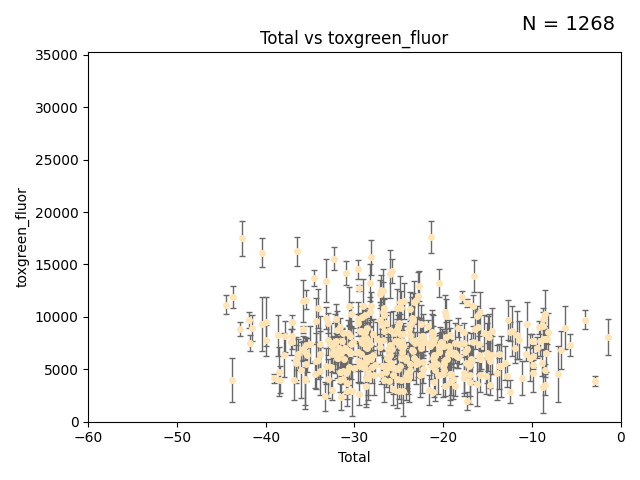 N = 1268
Total vs toxgreen_fluor
35000
30000
25000
20000
15000
10000
5000
0
toxgreen_fluor
−60 −50 −40 −30 −20 −10 0
Total